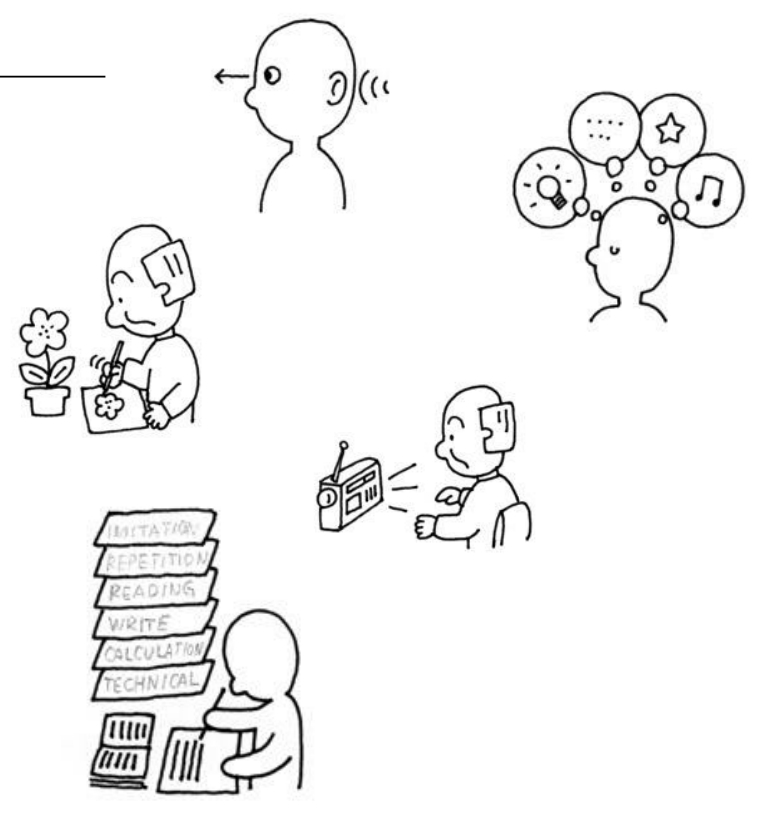 IMITATION
REPETITION
READING
WRITE
CALCULATION
TECHNICAL